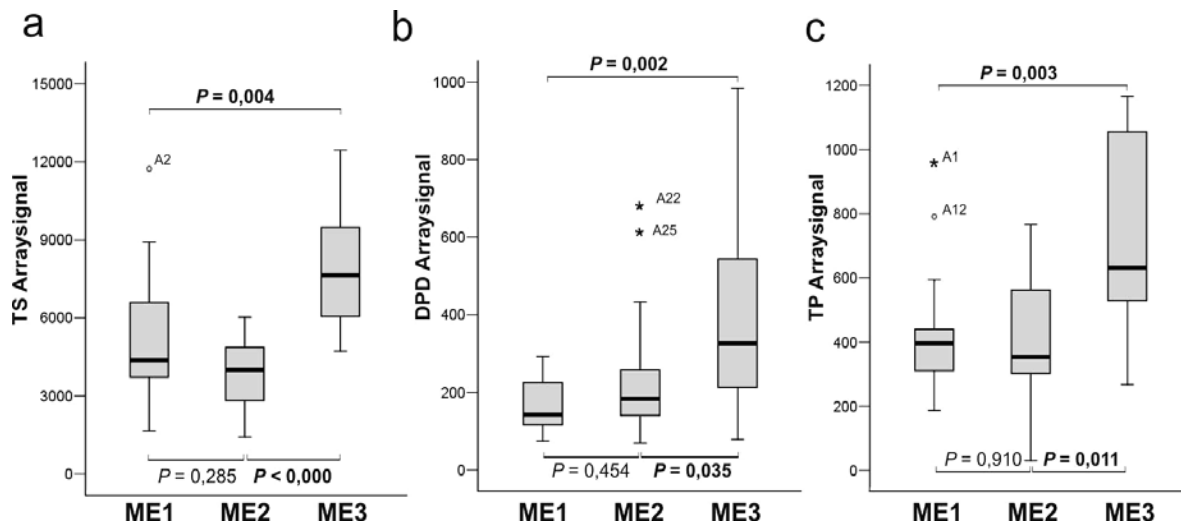 a
P = 0,004
15000
12000
9000
6000
3000
0
TS Arraysignal
A2
P = 0,285
P < 0,000
ME1 ME2 ME3
b
P = 0,002
1000
800
600
400
200
0
DPD Arraysignal
A22
A25
P = 0,454
P = 0,035
ME1 ME2 ME3
c
P = 0,003
1200
1000
800
600
400
200
0
TP Arraysignal
A1
A12
P = 0,910
P = 0,011
ME1 ME2 ME3